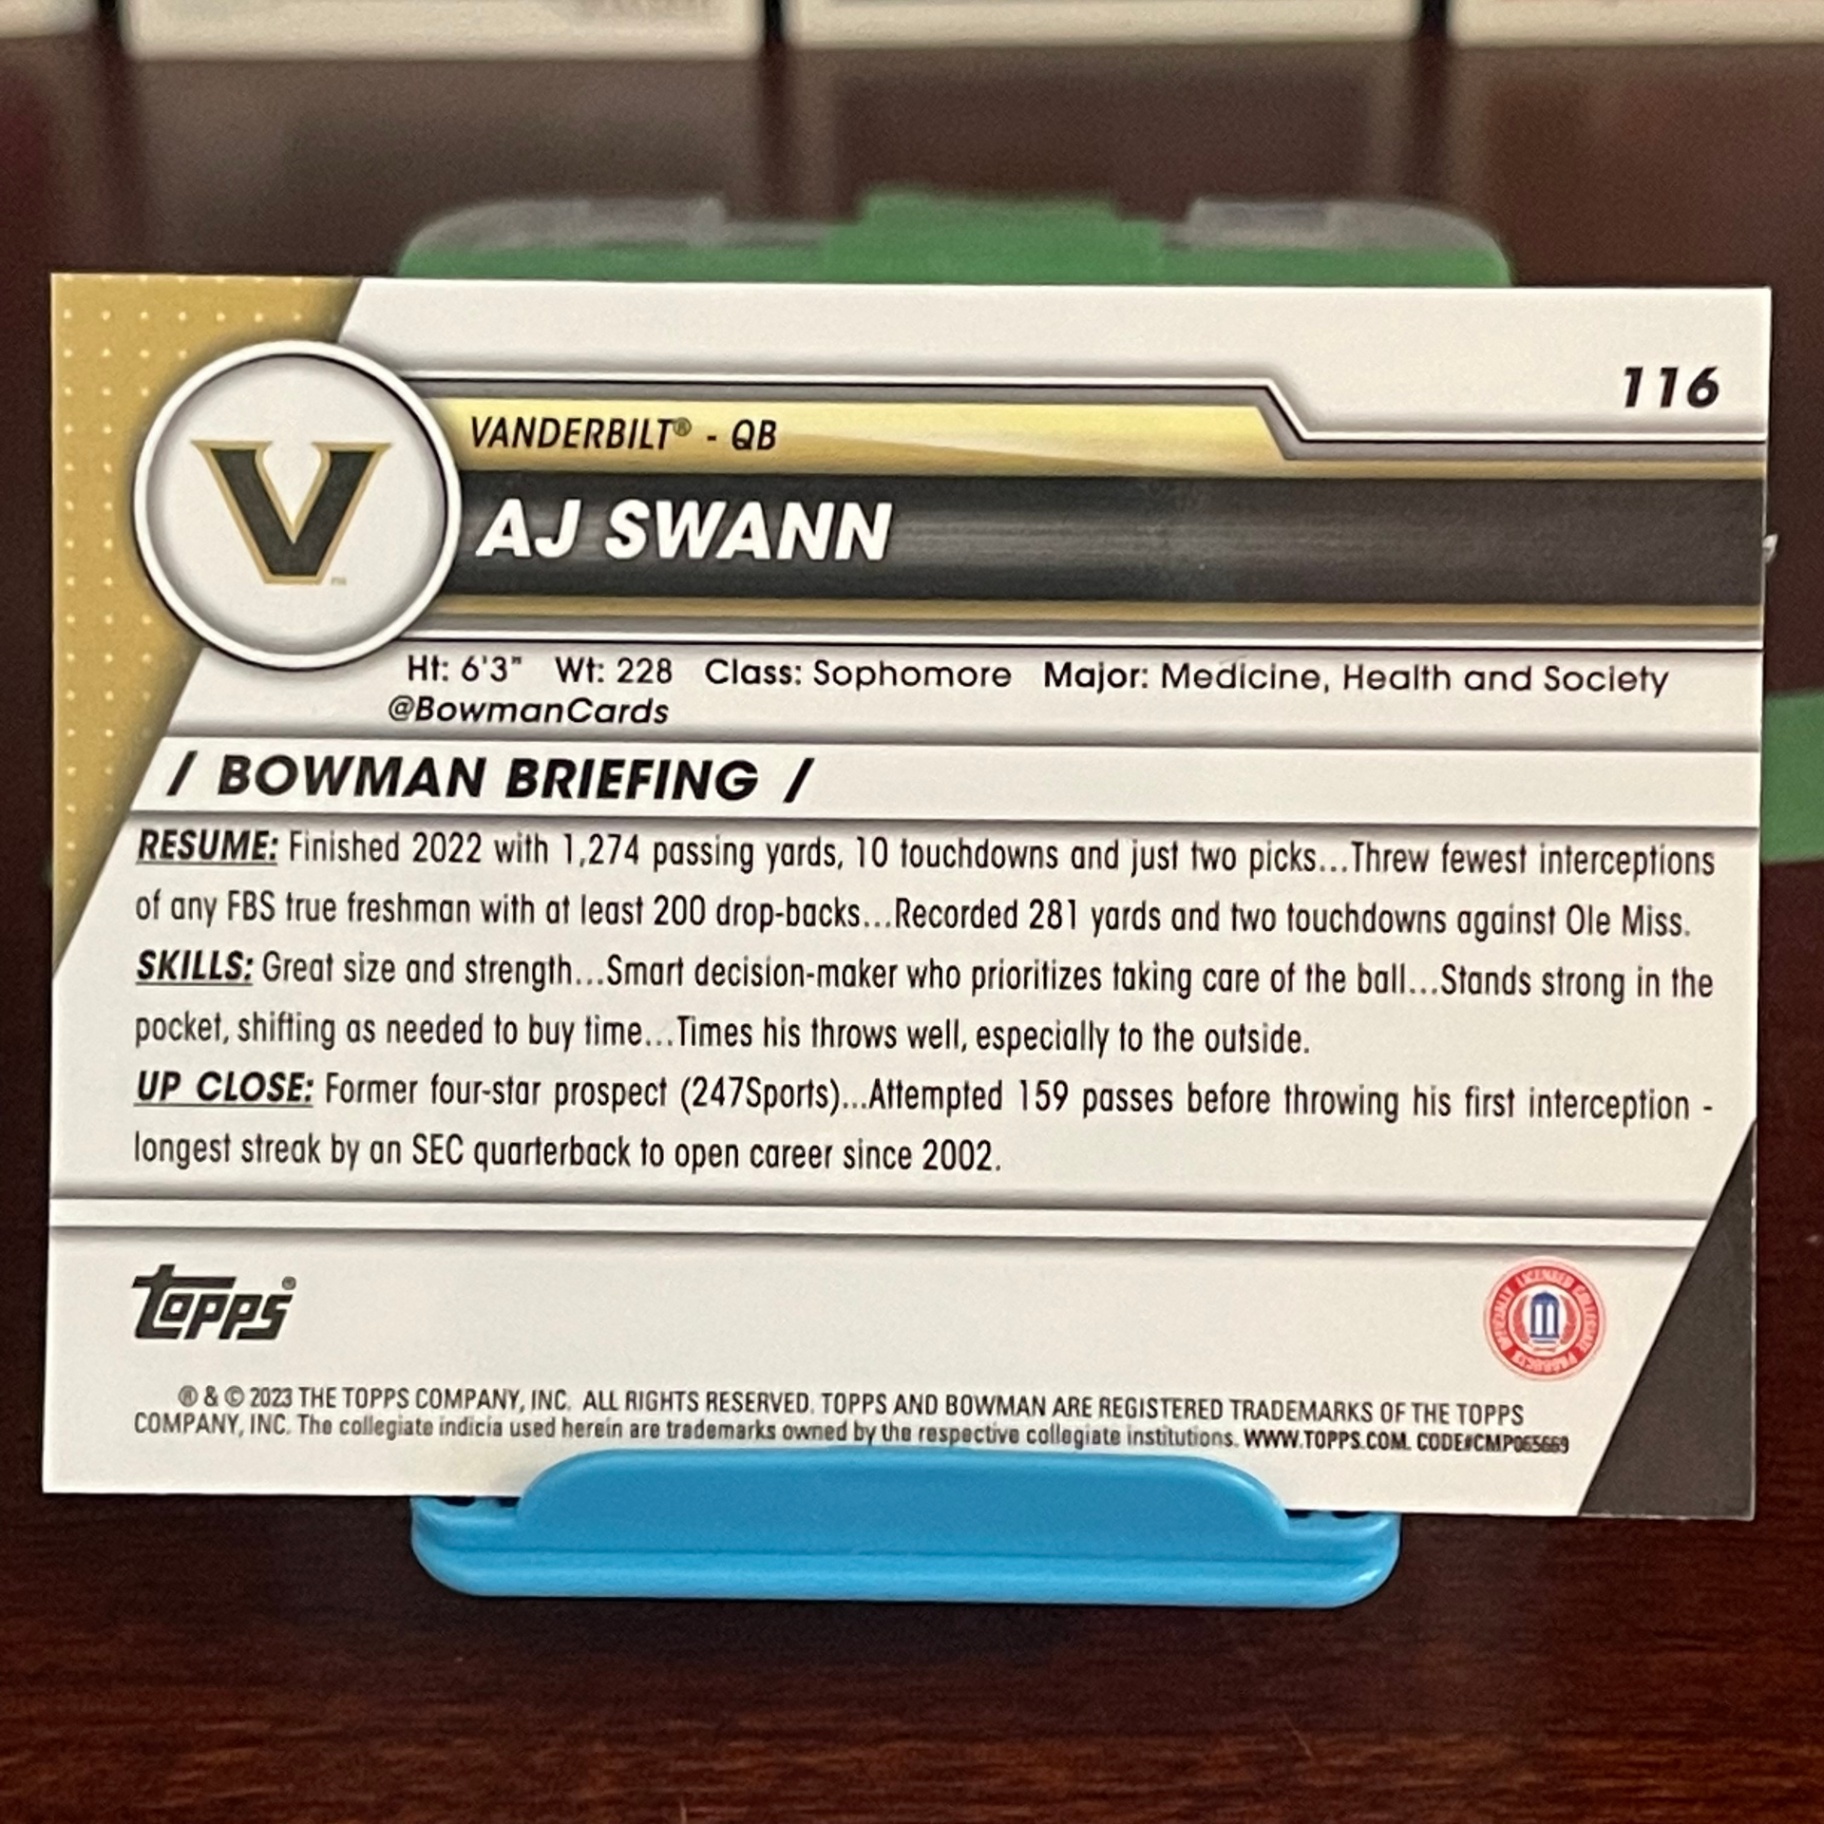 116
VANDERBILT® - QB
V
AJ SWANN
Ht: 6'3" Wt: 228 Class: Sophomore Major: Medicine, Health and Society
@BowmanCards
/ BOWMAN BRIEFING /
RESUME: Finished 2022 with 1,274 passing yards, 10 touchdowns and just two picks...Threw fewest interceptions
of any FBS true freshman with at least 200 drop-backs...Recorded 281 yards and two touchdowns against Ole Miss.
SKILLS: Great size and strength...Smart decision-maker who prioritizes taking care of the ball...Stands strong in the
pocket, shifting as needed to buy time...Times his throws well, especially to the outside.
UP CLOSE: Former four-star prospect (247Sports)...Attempted 159 passes before throwing his first interception -
longest streak by an SEC quarterback to open career since 2002.
topps®
OFFICIALLY LICENSED COLLEGIATE PRODUCTS
® & © 2023 THE TOPPS COMPANY, INC. ALL RIGHTS RESERVED. TOPPS AND BOWMAN ARE REGISTERED TRADEMARKS OF THE TOPPS
COMPANY, INC. The collegiate indicia used herein are trademarks owned by the respective collegiate institutions. WWW.TOPPS.COM. CODE#CMP065669